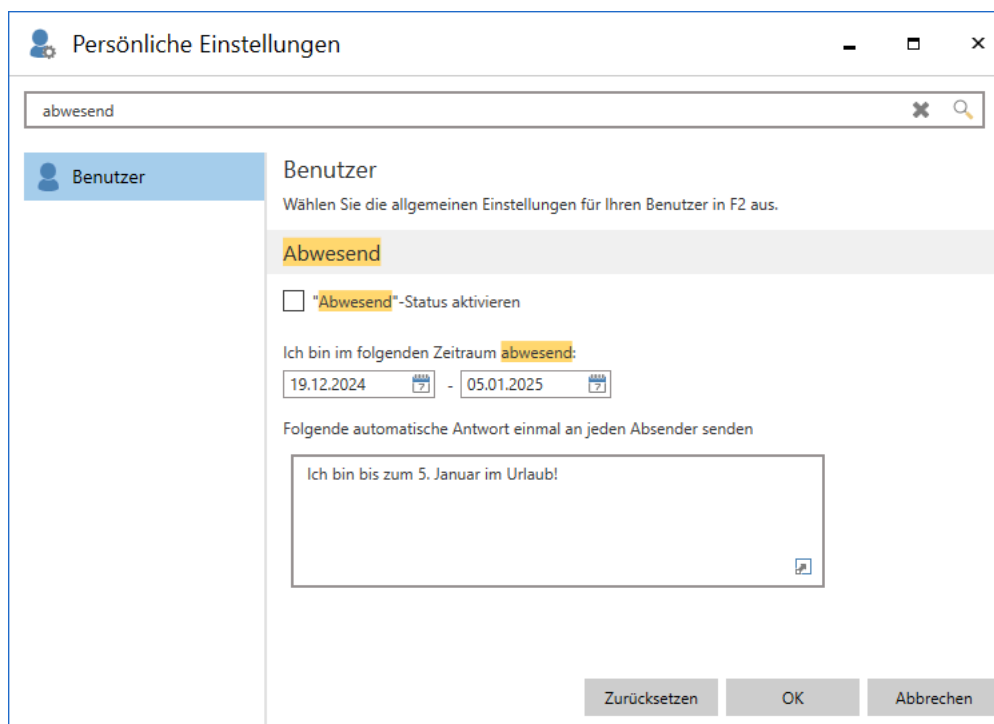 Persönliche Einstellungen
abwesend
Benutzer
Benutzer
Wählen Sie die allgemeinen Einstellungen für Ihren Benutzer in F2 aus.
Abwesend
"Abwesend"-Status aktivieren
Ich bin im folgenden Zeitraum abwesend:
19.12.2024 7 - 05.01.2025 7
Folgende automatische Antwort einmal an jeden Absender senden
Ich bin bis zum 5. Januar im Urlaub!
Zurücksetzen OK Abbrechen